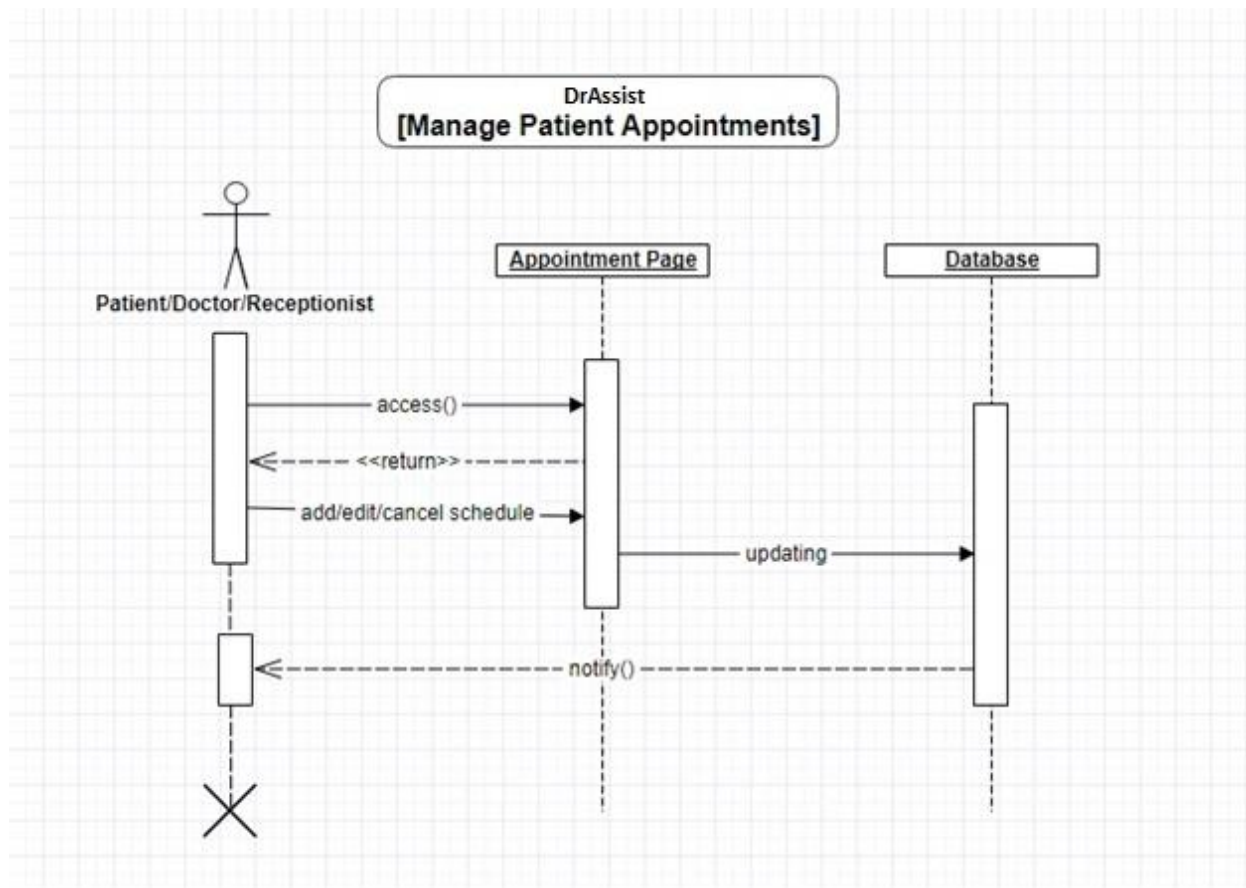 DrAssist
[Manage Patient Appointments]
Patient/Doctor/Receptionist
Appointment Page
Database
access()
<<return>>
add/edit/cancel schedule
updating
notify()